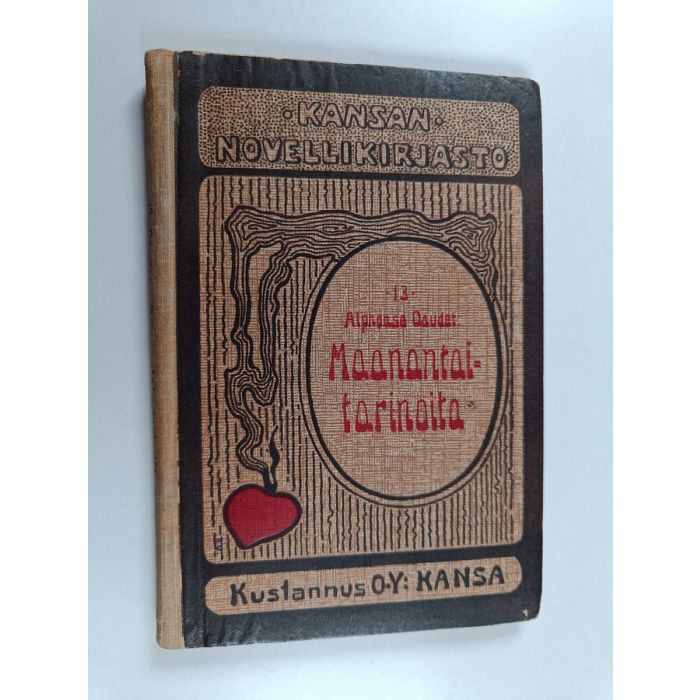 ·KANSAN·
NOVELLIKIRJASTO
·13·
Alphonse Daudet:
Maanantai-
tarinoita
Kustannus O.Y: KANSA